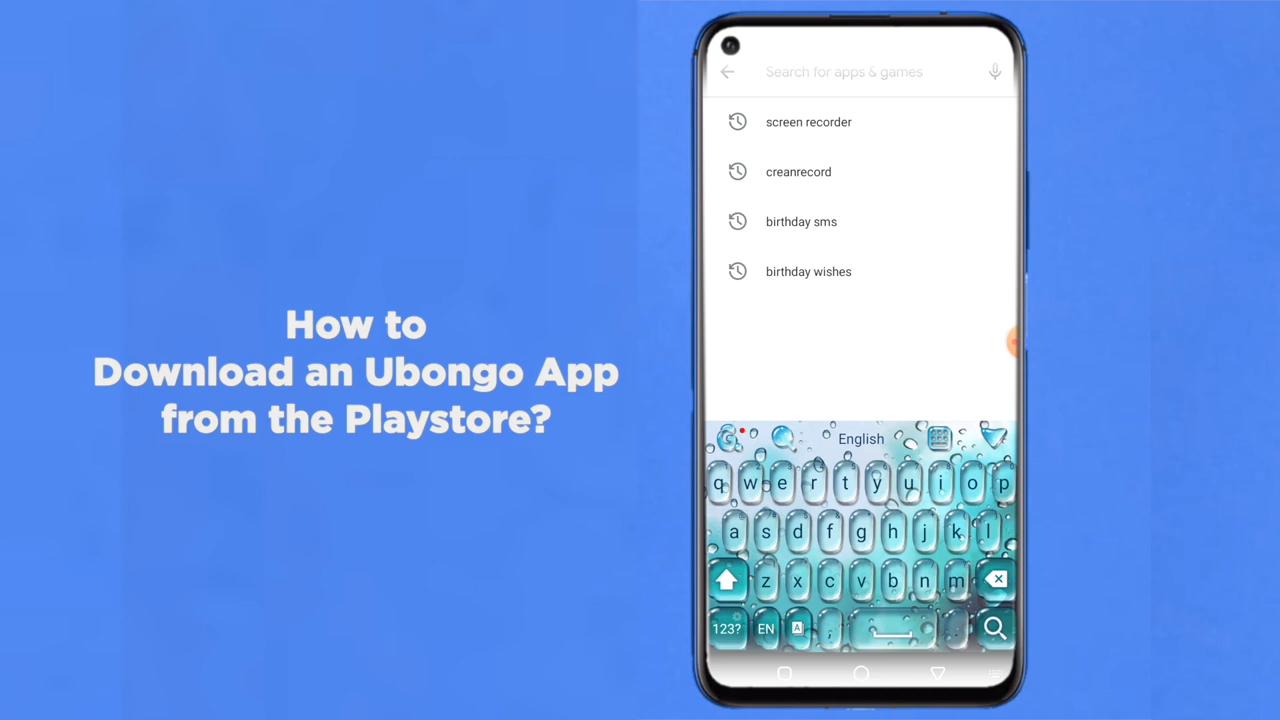 How to
Download an Ubongo App
from the Playstore?
Search for apps & games
screen recorder
creanrecord
birthday sms
birthday wishes
English
q w e r t y u i o p
a s d f g h j k l
z x c v b n m
123? EN A , .